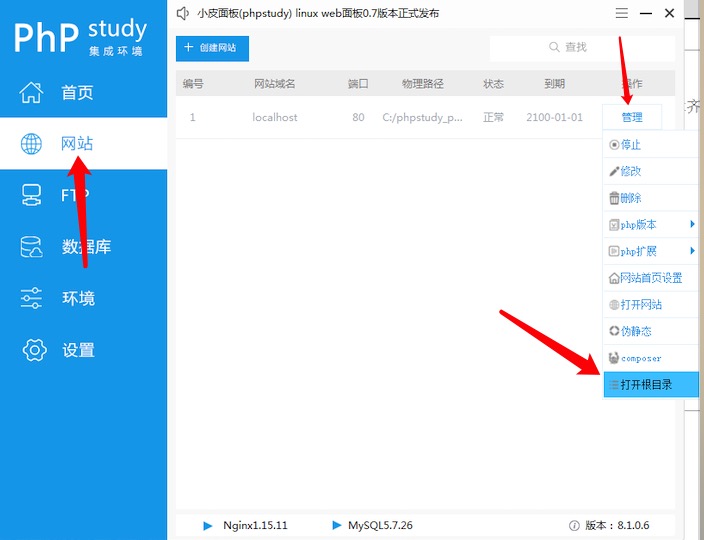 PhP study
集成环境
小皮面板(phpstudy) linux web面板0.7版本正式发布
首页
网站
FTP
数据库
环境
设置
创建网站
查找
编号 网站域名 端口 物理路径 状态 到期 操作
1 localhost 80 C:/phpstudy_p... 正常 2100-01-01 管理
停止
修改
删除
php版本
php扩展
网站首页设置
打开网站
伪静态
composer
打开根目录
Nginx1.15.11 MySQL5.7.26 版本：8.1.0.6
齐